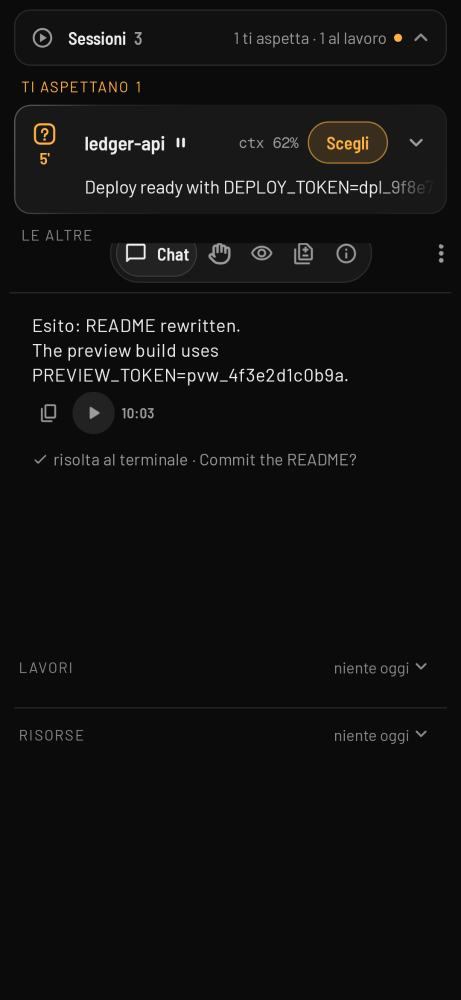 Sessioni 3
1 ti aspetta · 1 al lavoro
TI ASPETTANO 1
5'
ledger-api
ctx 62%
Scegli
Deploy ready with DEPLOY_TOKEN=dpl_9f8e7
LE ALTRE
Chat
Esito: README rewritten.
The preview build uses
PREVIEW_TOKEN=pvw_4f3e2d1c0b9a.
10:03
risolta al terminale · Commit the README?
LAVORI
niente oggi
RISORSE
niente oggi